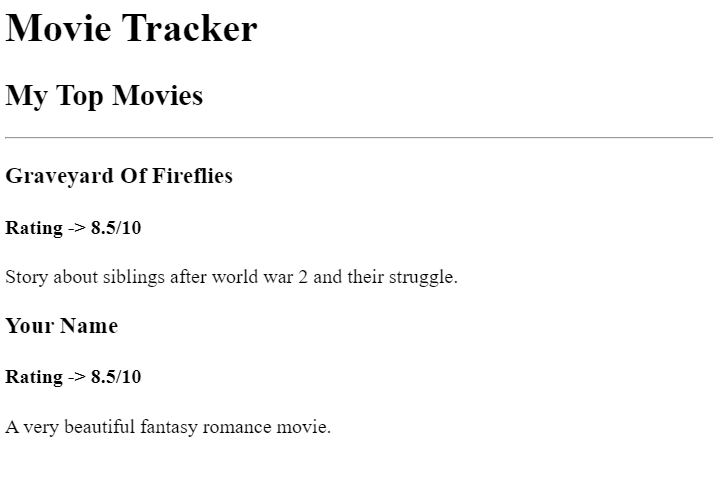 Movie Tracker
My Top Movies
Graveyard Of Fireflies
Rating -> 8.5/10
Story about siblings after world war 2 and their struggle.
Your Name
Rating -> 8.5/10
A very beautiful fantasy romance movie.